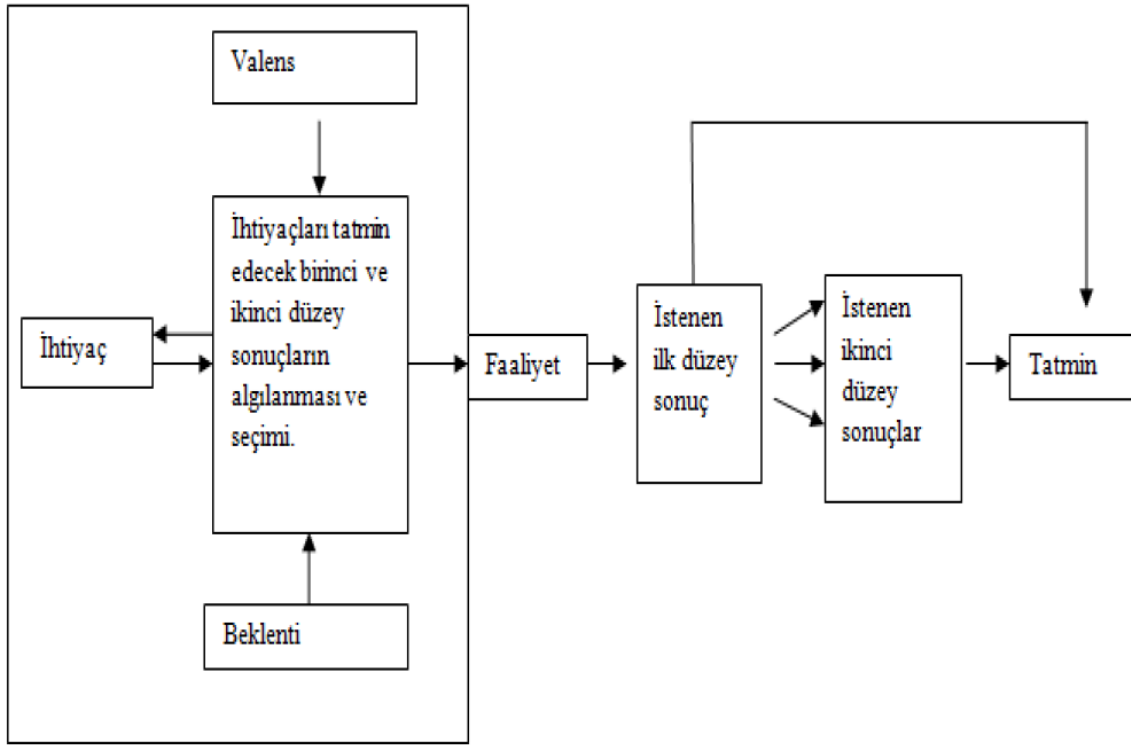 Valens
İhtiyaçları tatmin
edecek birinci ve
ikinci düzey
sonuçların
algılanması ve
seçimi.
İhtiyaç
Beklenti
Faaliyet
İstenen
ilk düzey
sonuç
İstenen
ikinci
düzey
sonuçlar
Tatmin